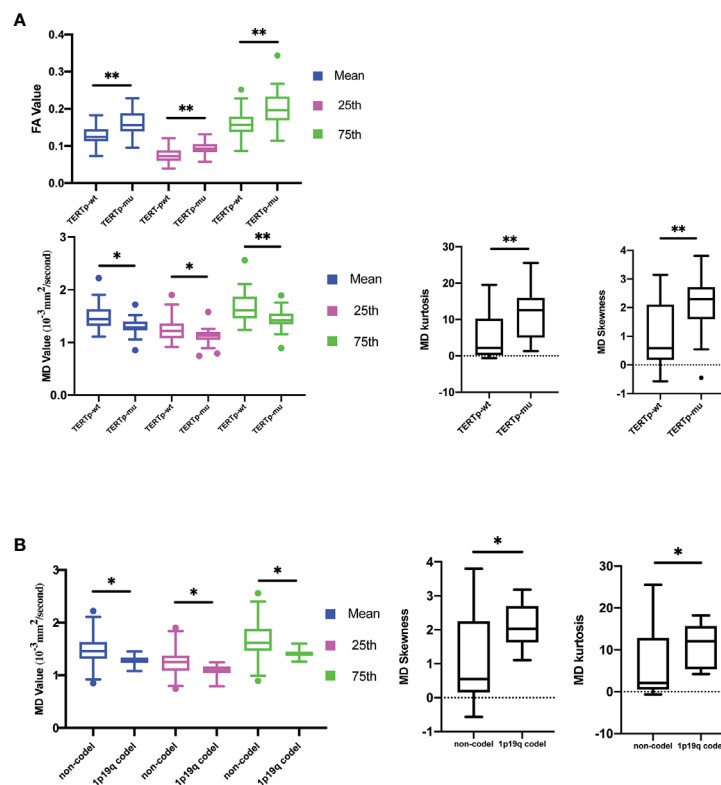 A
FA Value
0.4
0.3
0.2
0.1
0.0
**
**
**
TERTp-wt
TERTp-mu
TERT-pwt
TERTp-mu
TERTp-wt
TERTp-mu
Mean
25th
75th
MD Value (10⁻³mm²/second)
3
2
1
0.0
*
*
**
TERTp-wt
TERTp-mu
TERTp-wt
TERTp-mu
TERTp-wt
TERTp-mu
Mean
25th
75th
MD kurtosis
30
20
10
0
-10
**
TERTp-wt
TERTp-mu
MD Skewness
4
3
2
1
0
-1
**
TERTp-wt
TERTp-mu
B
MD Value (10⁻³mm²/second)
3
2
1
0.0
*
*
*
non-codel
1p19q codel
non-codel
1p19q codel
non-codel
1p19q codel
Mean
25th
75th
MD Skewness
4
3
2
1
0
-1
*
non-codel
1p19q codel
MD kurtosis
30
20
10
0
-10
*
non-codel
1p19q codel